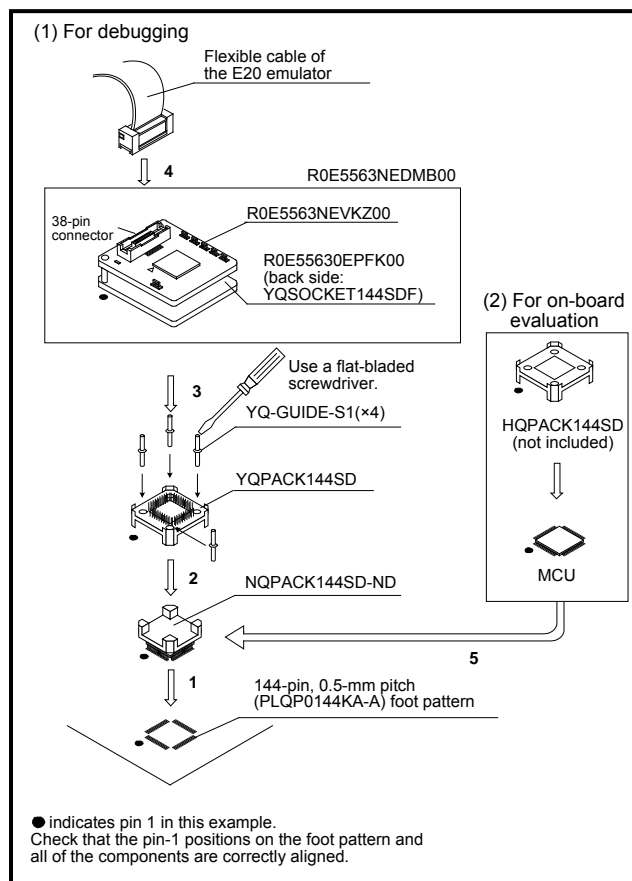 (1) For debugging
Flexible cable of
the E20 emulator
4
R0E5563NEDMB00
38-pin
connector
R0E5563NEVKZ00
R0E55630EPFK00
(back side:
YQSOCKET144SDF)
(2) For on-board
evaluation
3
Use a flat-bladed
screwdriver.
YQ-GUIDE-S1(×4)
HQPACK144SD
(not included)
YQPACK144SD
2
NQPACK144SD-ND
MCU
5
1
144-pin, 0.5-mm pitch
(PLQP0144KA-A) foot pattern
● indicates pin 1 in this example.
Check that the pin-1 positions on the foot pattern and
all of the components are correctly aligned.